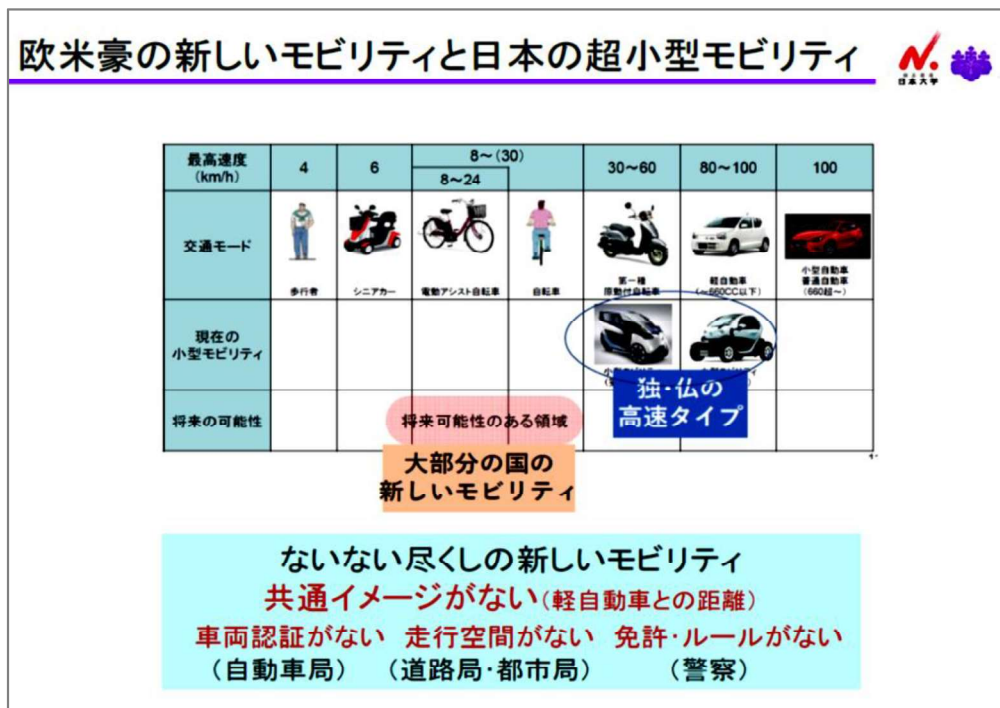 欧米豪の新しいモビリティと日本の超小型モビリティ
日本大学
最高速度
(km/h)
4
6
8～(30)
8～24
30～60
80～100
100
交通モード
歩行者
シニアカー
電動アシスト自転車
自転車
第一種
原動付自転車
軽自動車
(～660CC以下)
小型自動車
普通自動車
(660超～)
現在の
小型モビリティ
独・仏の
高速タイプ
将来の可能性
将来可能性のある領域
大部分の国の
新しいモビリティ
ないない尽くしの新しいモビリティ
共通イメージがない(軽自動車との距離)
車両認証がない 走行空間がない 免許・ルールがない
(自動車局) (道路局・都市局) (警察)